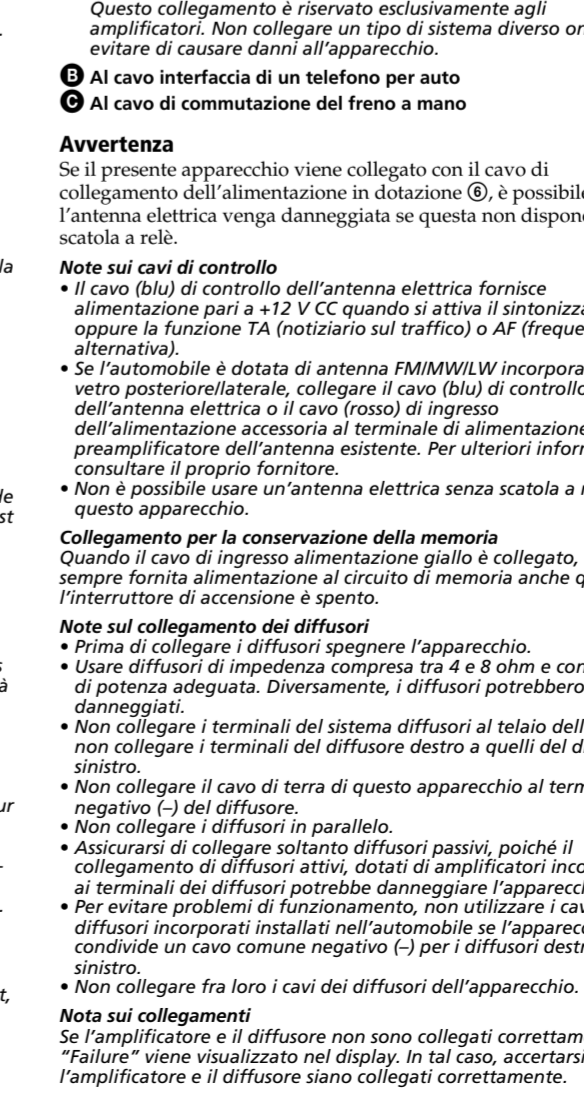 Questo collegamento è riservato esclusivamente agli
amplificatori. Non collegare un tipo di sistema diverso
evitare di causare danni all'apparecchio.
B Al cavo interfaccia di un telefono per auto
C Al cavo di commutazione del freno a mano
Avvertenza
Se il presente apparecchio viene collegato con il cavo di
collegamento dell'alimentazione in dotazione ⑥, è possibile
l'antenna elettrica venga danneggiata se questa non
scatola a relè.
la
Note sui cavi di controllo
• Il cavo (blu) di controllo dell'antenna elettrica fornisce
alimentazione pari a +12 V CC quando si attiva il
oppure la funzione TA (notiziario sul traffico) o AF
alternativa).
• Se l'automobile è dotata di antenna FM/MW/LW
vetro posteriore/laterale, collegare il cavo (blu) di controllo
dell'antenna elettrica o il cavo (rosso) di ingresso
dell'alimentazione accessoria al terminale di alimentazione
preamplificatore dell'antenna esistente. Per ulteriori
consultare il proprio fornitore.
• Non è possibile usare un'antenna elettrica senza scatola a
questo apparecchio.
Collegamento per la conservazione della memoria
Quando il cavo di ingresso alimentazione giallo è collegato,
sempre fornita alimentazione al circuito di memoria anche
l'interruttore di accensione è spento.
Note sul collegamento dei diffusori
• Prima di collegare i diffusori spegnere l'apparecchio.
• Usare diffusori di impedenza compresa tra 4 e 8 ohm e
di potenza adeguata. Diversamente, i diffusori potrebbero
danneggiati.
• Non collegare i terminali del sistema diffusori al telaio
non collegare i terminali del diffusore destro a quelli del
sinistro.
• Non collegare il cavo di terra di questo apparecchio al
negativo (–) del diffusore.
• Non collegare i diffusori in parallelo.
• Assicurarsi di collegare soltanto diffusori passivi, poiché il
collegamento di diffusori attivi, dotati di amplificatori
ai terminali dei diffusori potrebbe danneggiare
• Per evitare problemi di funzionamento, non utilizzare i
diffusori incorporati installati nell'automobile se
condivide un cavo comune negativo (–) per i diffusori
sinistro.
• Non collegare fra loro i cavi dei diffusori dell'apparecchio.
Nota sui collegamenti
Se l'amplificatore e il diffusore non sono collegati
"Failure" viene visualizzato nel display. In tal caso, accertarsi
l'amplificatore e il diffusore siano collegati correttamente.